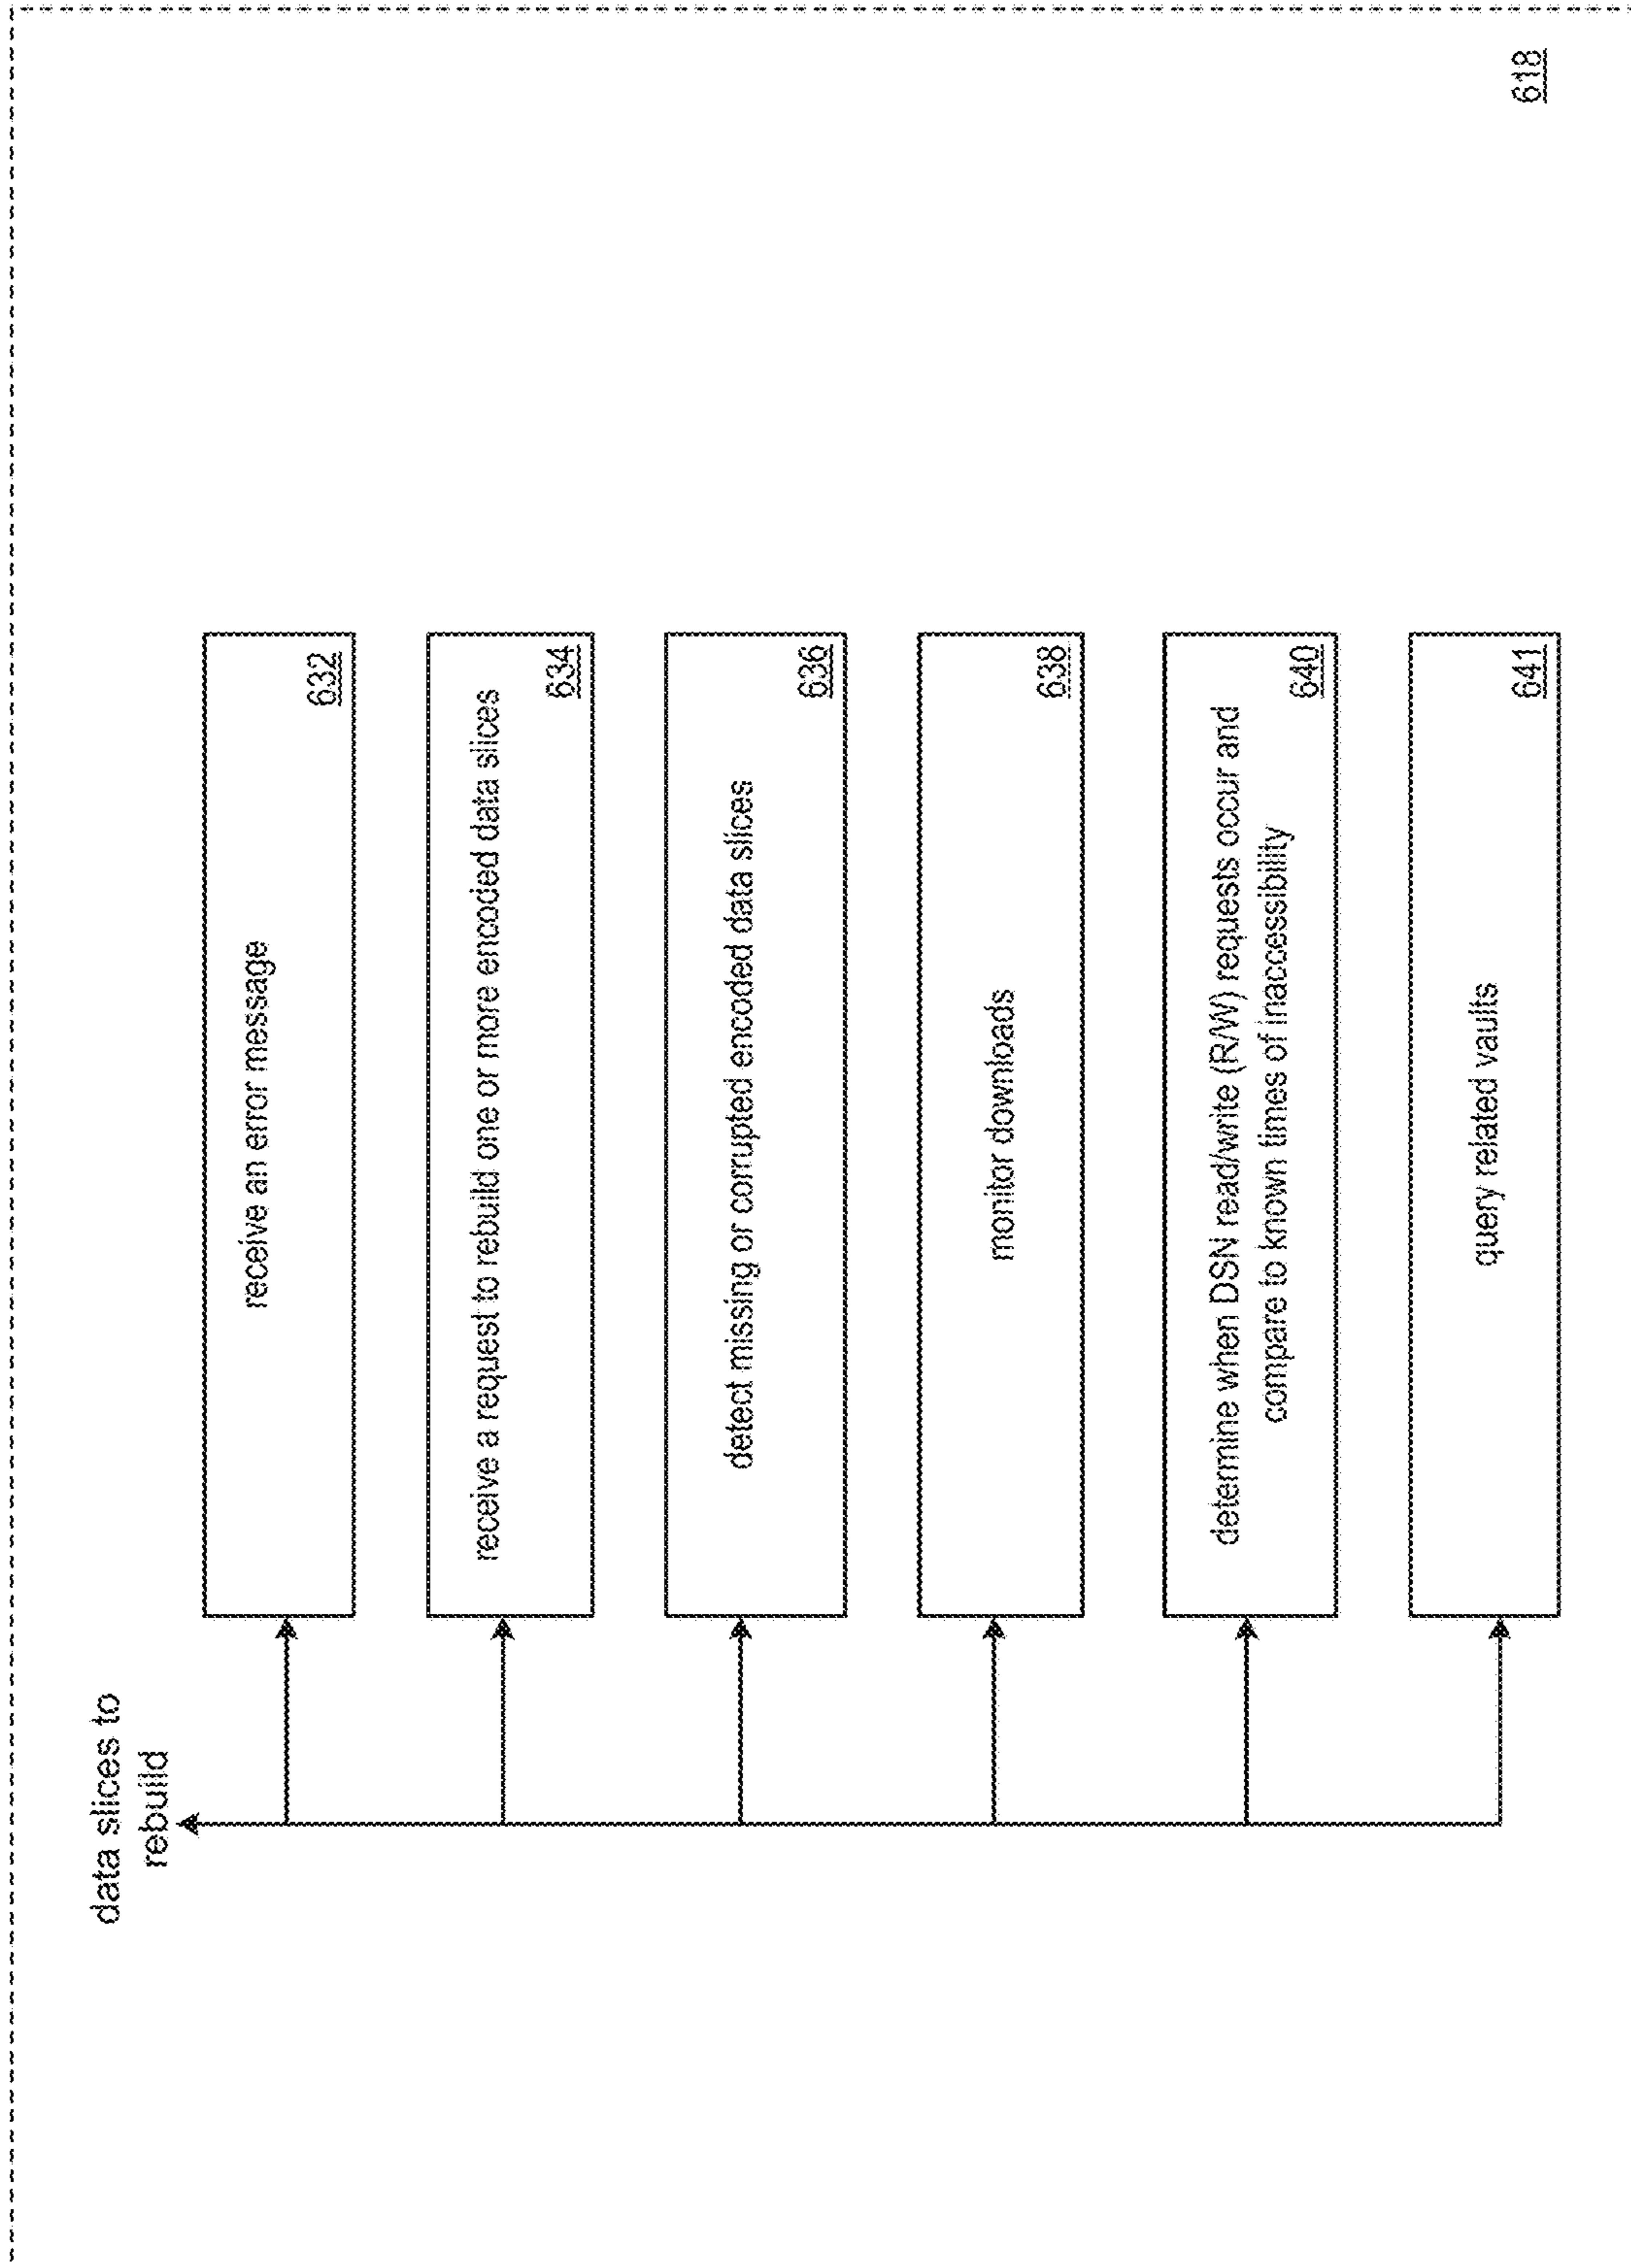 data slices to
rebuild
receive an error message
632
receive a request to rebuild one or more encoded data slices
634
detect missing or corrupted encoded data slices
636
monitor downloads
638
determine when DSN read/write (R/W) requests occur and
compare to known times of inaccessibility
640
query related vaults
641
618